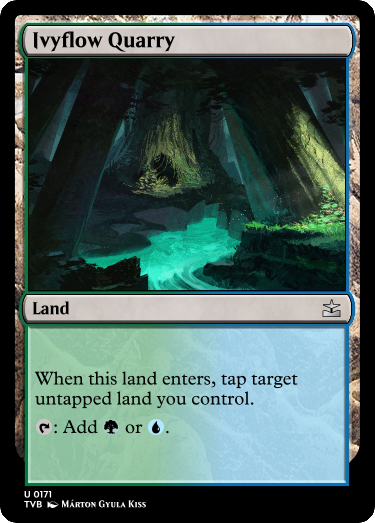 Ivyflow Quarry
Land
When this land enters, tap target
untapped land you control.
: Add or .
U 0171
TVB Márton Gyula Kiss